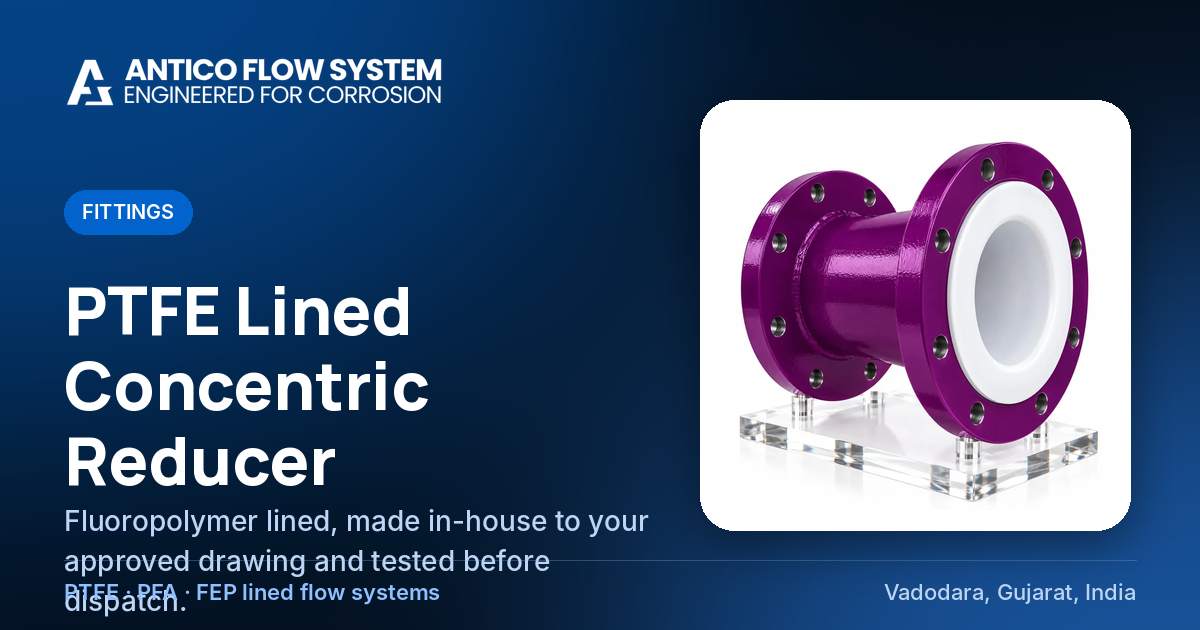 ANTICO FLOW SYSTEM
ENGINEERED FOR CORROSION
FITTINGS
PTFE Lined
Concentric
Reducer
Fluoropolymer lined, made in-house to your
approved drawing and tested before
dispatch.
PTFE · PFA · FEP lined flow systems
Vadodara, Gujarat, India